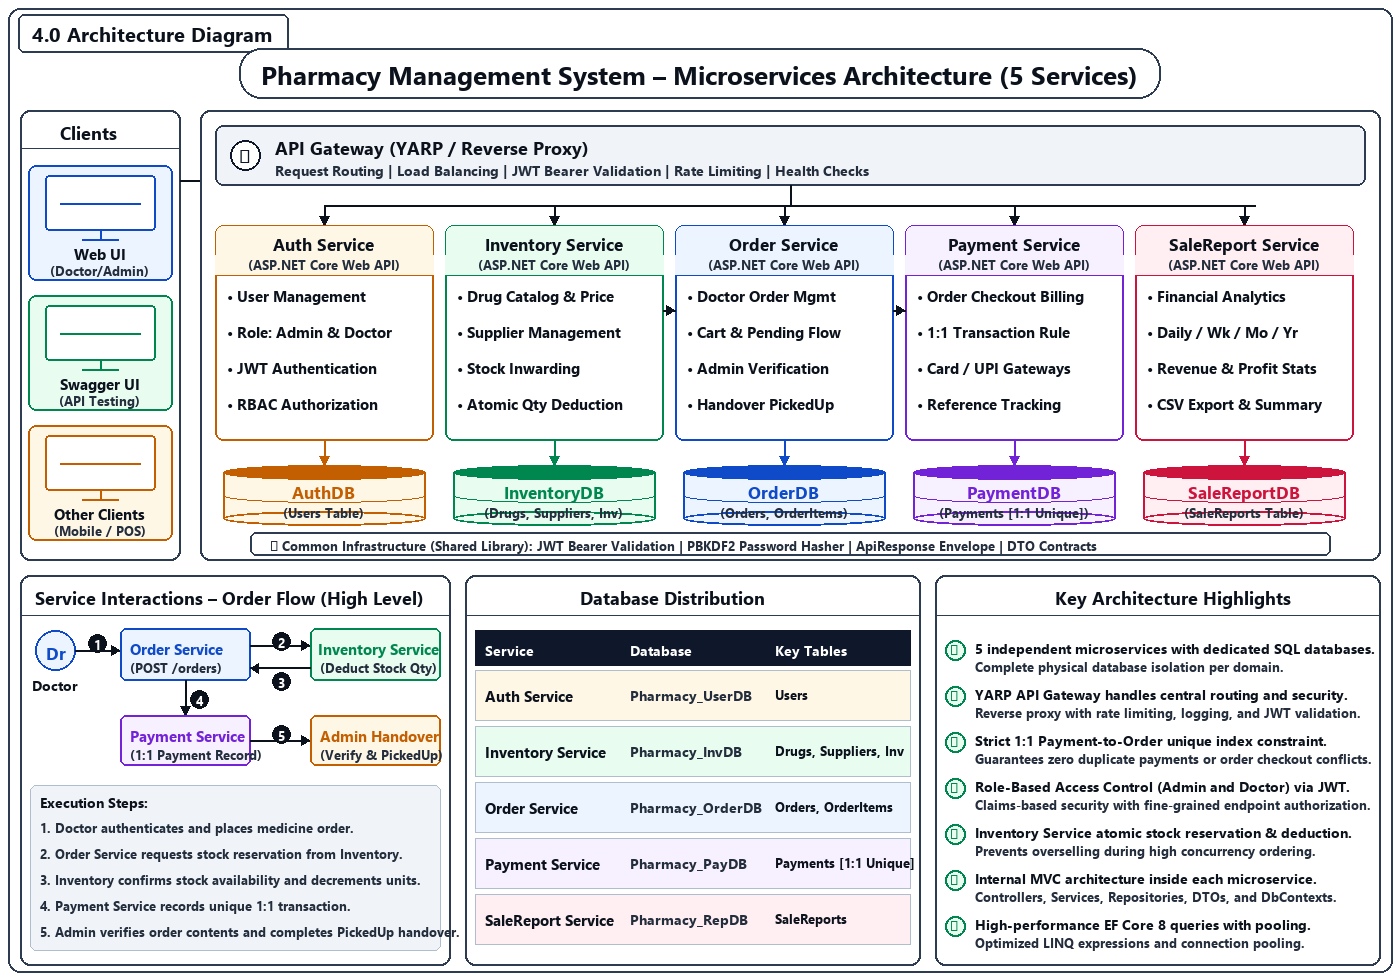 4.0 Architecture Diagram
Pharmacy Management System – Microservices Architecture (5 Services)
Clients
Web UI
(Doctor/Admin)
Swagger UI
(API Testing)
Other Clients
(Mobile / POS)
API Gateway (YARP / Reverse Proxy)
Request Routing | Load Balancing | JWT Bearer Validation | Rate Limiting | Health Checks
Auth Service
(ASP.NET Core Web API)
• User Management
• Role: Admin & Doctor
• JWT Authentication
• RBAC Authorization
AuthDB
(Users Table)
Inventory Service
(ASP.NET Core Web API)
• Drug Catalog & Price
• Supplier Management
• Stock Inwarding
• Atomic Qty Deduction
InventoryDB
(Drugs, Suppliers, Inv)
Order Service
(ASP.NET Core Web API)
• Doctor Order Mgmt
• Cart & Pending Flow
• Admin Verification
• Handover PickedUp
OrderDB
(Orders, OrderItems)
Payment Service
(ASP.NET Core Web API)
• Order Checkout Billing
• 1:1 Transaction Rule
• Card / UPI Gateways
• Reference Tracking
PaymentDB
(Payments [1:1 Unique])
SaleReport Service
(ASP.NET Core Web API)
• Financial Analytics
• Daily / Wk / Mo / Yr
• Revenue & Profit Stats
• CSV Export & Summary
SaleReportDB
(SaleReports Table)
Common Infrastructure (Shared Library): JWT Bearer Validation | PBKDF2 Password Hasher | ApiResponse Envelope | DTO Contracts
Service Interactions – Order Flow (High Level)
Dr
Doctor
1
Order Service
(POST /orders)
2
3
Inventory Service
(Deduct Stock Qty)
4
Payment Service
(1:1 Payment Record)
5
Admin Handover
(Verify & PickedUp)
Execution Steps:
1. Doctor authenticates and places medicine order.
2. Order Service requests stock reservation from Inventory.
3. Inventory confirms stock availability and decrements units.
4. Payment Service records unique 1:1 transaction.
5. Admin verifies order contents and completes PickedUp handover.
Database Distribution
Service Database Key Tables
Auth Service Pharmacy_UserDB Users
Inventory Service Pharmacy_InvDB Drugs, Suppliers, Inv
Order Service Pharmacy_OrderDB Orders, OrderItems
Payment Service Pharmacy_PayDB Payments [1:1 Unique]
SaleReport Service Pharmacy_RepDB SaleReports
Key Architecture Highlights
5 independent microservices with dedicated SQL databases.
Complete physical database isolation per domain.
YARP API Gateway handles central routing and security.
Reverse proxy with rate limiting, logging, and JWT validation.
Strict 1:1 Payment-to-Order unique index constraint.
Guarantees zero duplicate payments or order checkout conflicts.
Role-Based Access Control (Admin and Doctor) via JWT.
Claims-based security with fine-grained endpoint authorization.
Inventory Service atomic stock reservation & deduction.
Prevents overselling during high concurrency ordering.
Internal MVC architecture inside each microservice.
Controllers, Services, Repositories, DTOs, and DbContexts.
High-performance EF Core 8 queries with pooling.
Optimized LINQ expressions and connection pooling.